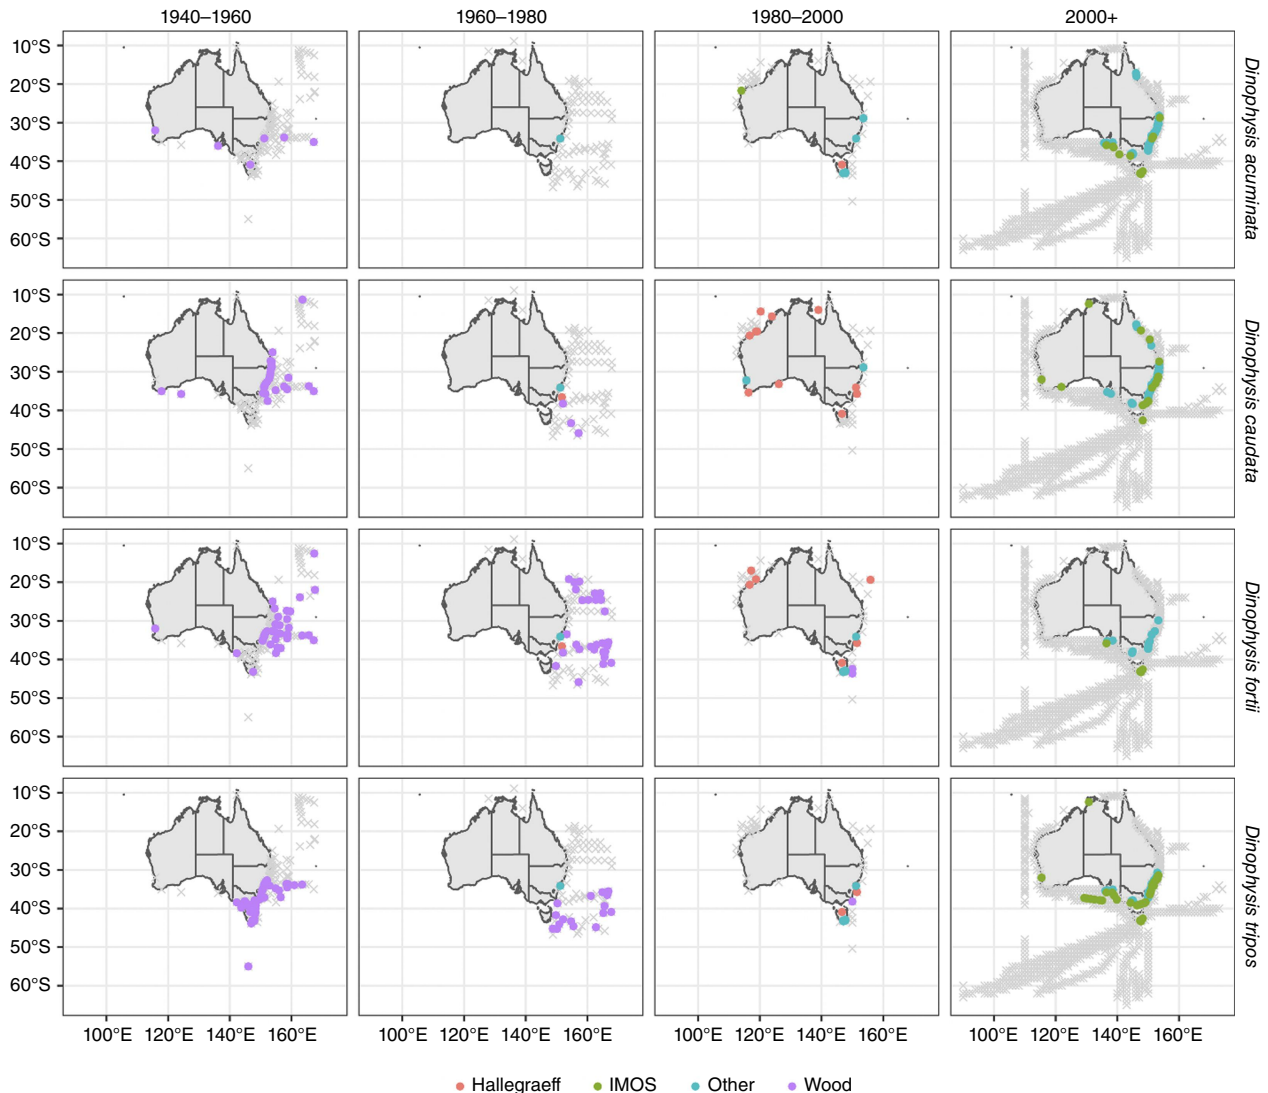 1940–1960 1960–1980 1980–2000 2000+
10°S
20°S
30°S
40°S
50°S
60°S
Dinophysis acuminata
10°S
20°S
30°S
40°S
50°S
60°S
Dinophysis caudata
10°S
20°S
30°S
40°S
50°S
60°S
Dinophysis fortii
10°S
20°S
30°S
40°S
50°S
60°S
Dinophysis tripos
100°E 120°E 140°E 160°E 100°E 120°E 140°E 160°E 100°E 120°E 140°E 160°E 100°E 120°E 140°E 160°E
Hallegraeff IMOS Other Wood